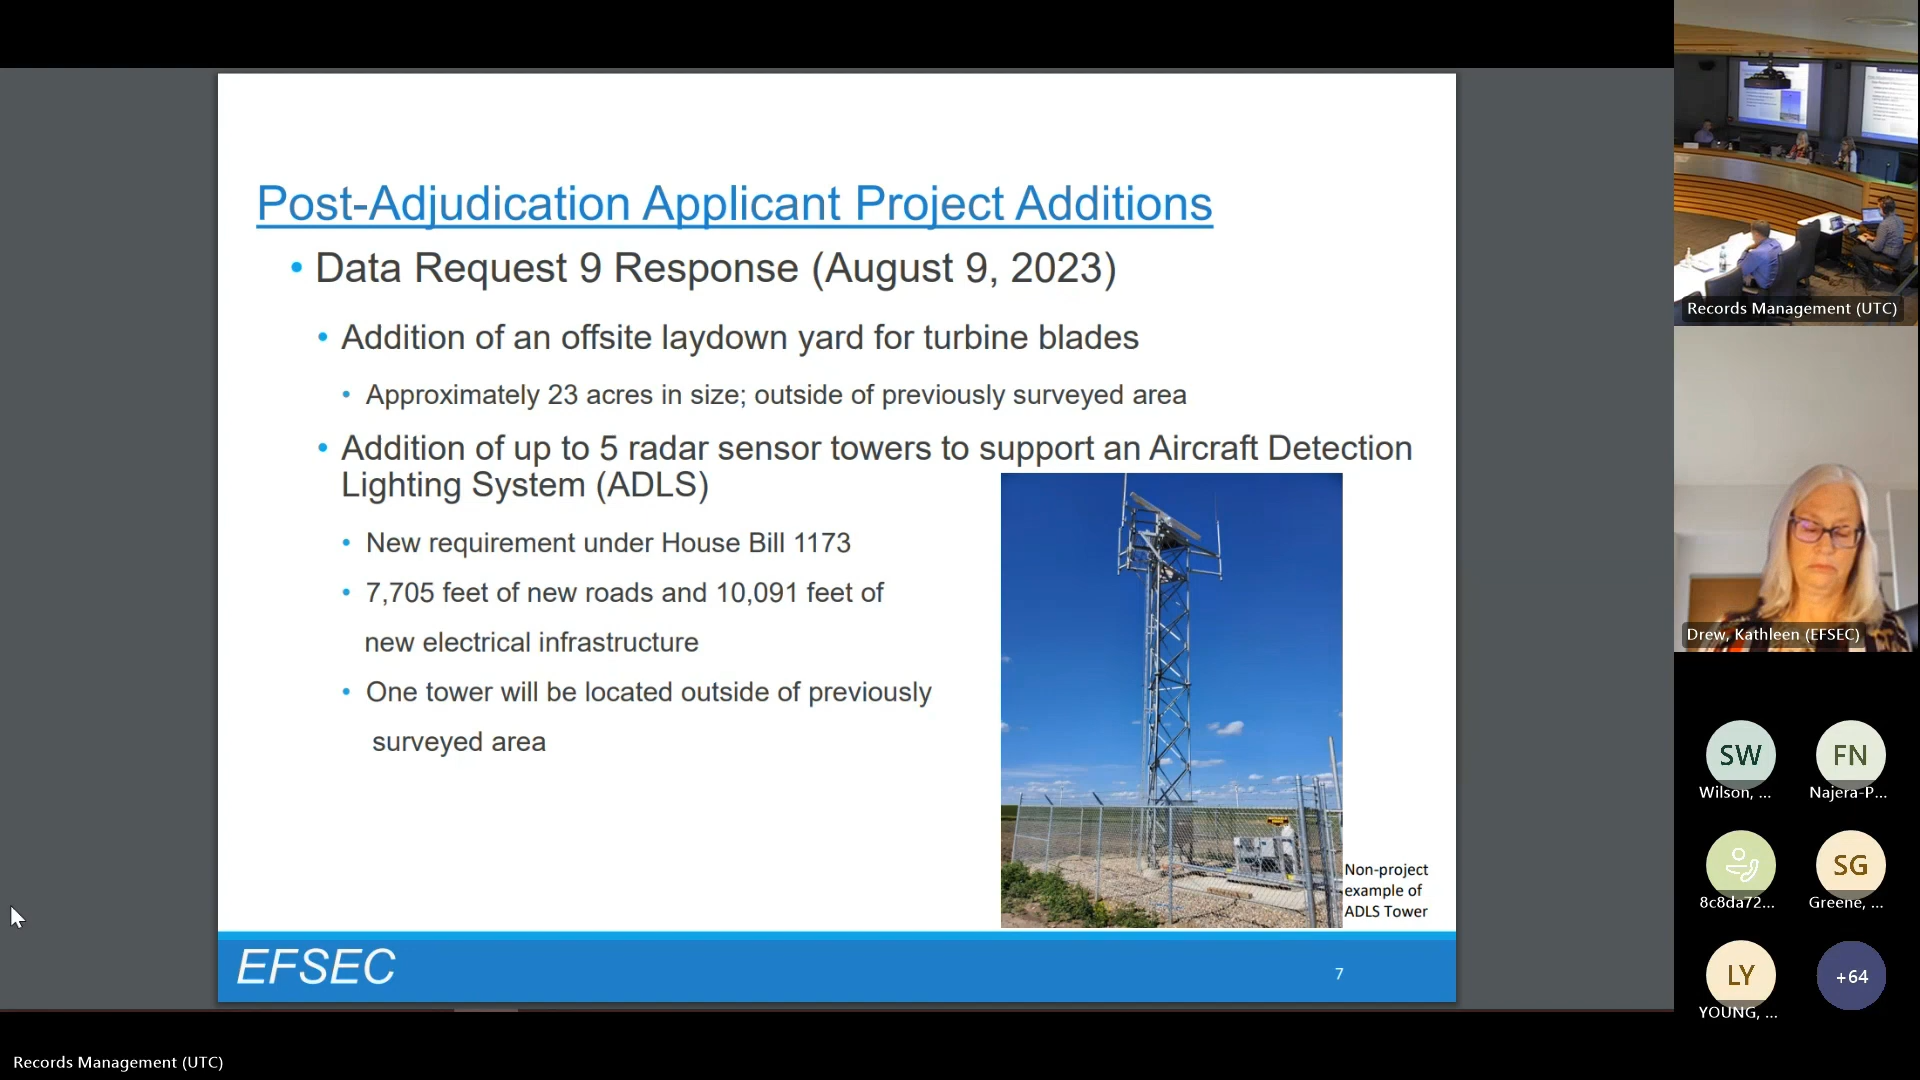 Post-Adjudication Applicant Project Additions
• Data Request 9 Response (August 9, 2023)
• Addition of an offsite laydown yard for turbine blades
• Approximately 23 acres in size; outside of previously surveyed area
• Addition of up to 5 radar sensor towers to support an Aircraft Detection
Lighting System (ADLS)
• New requirement under House Bill 1173
• 7,705 feet of new roads and 10,091 feet of
new electrical infrastructure
• One tower will be located outside of previously
surveyed area
Non-project
example of
ADLS Tower
EFSEC
7
Records Management (UTC)
Drew, Kathleen (EFSEC)
SW
Wilson, ...
FN
Najera-P...
8c8da72...
SG
Greene, ...
LY
YOUNG, ...
+64
Records Management (UTC)